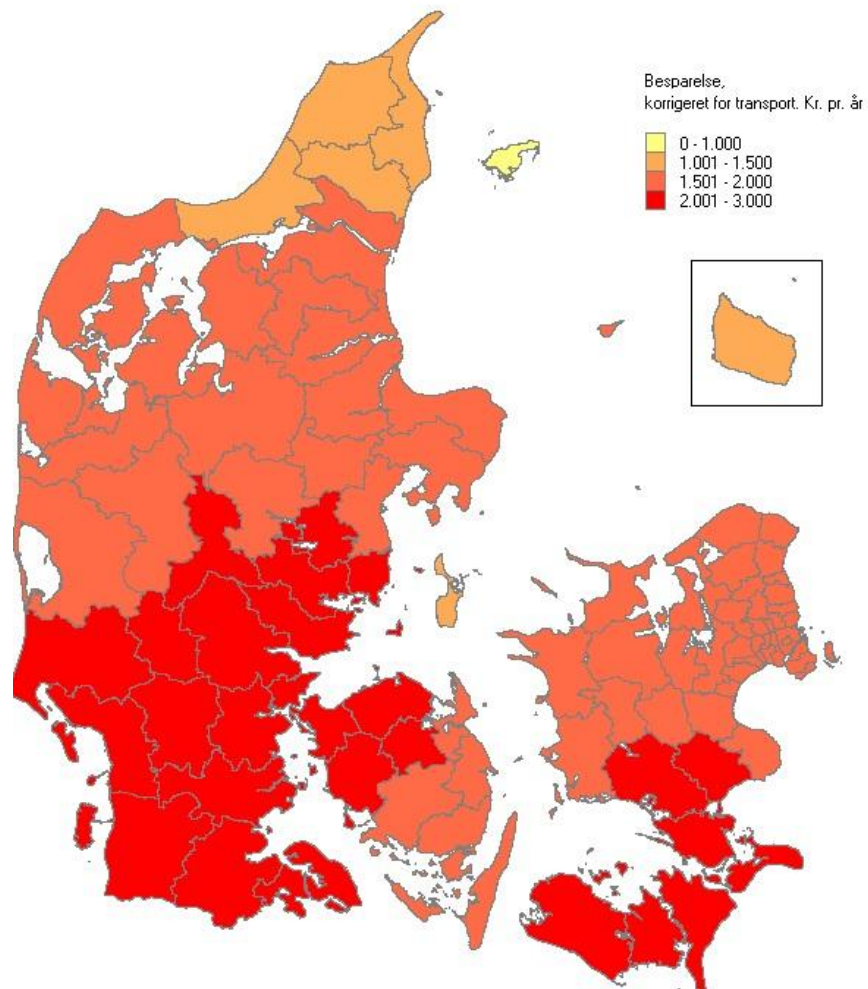 Besparelse,
korrigeret for transport. Kr. pr. år
0 - 1.000
1.001 - 1.500
1.501 - 2.000
2.001 - 3.000